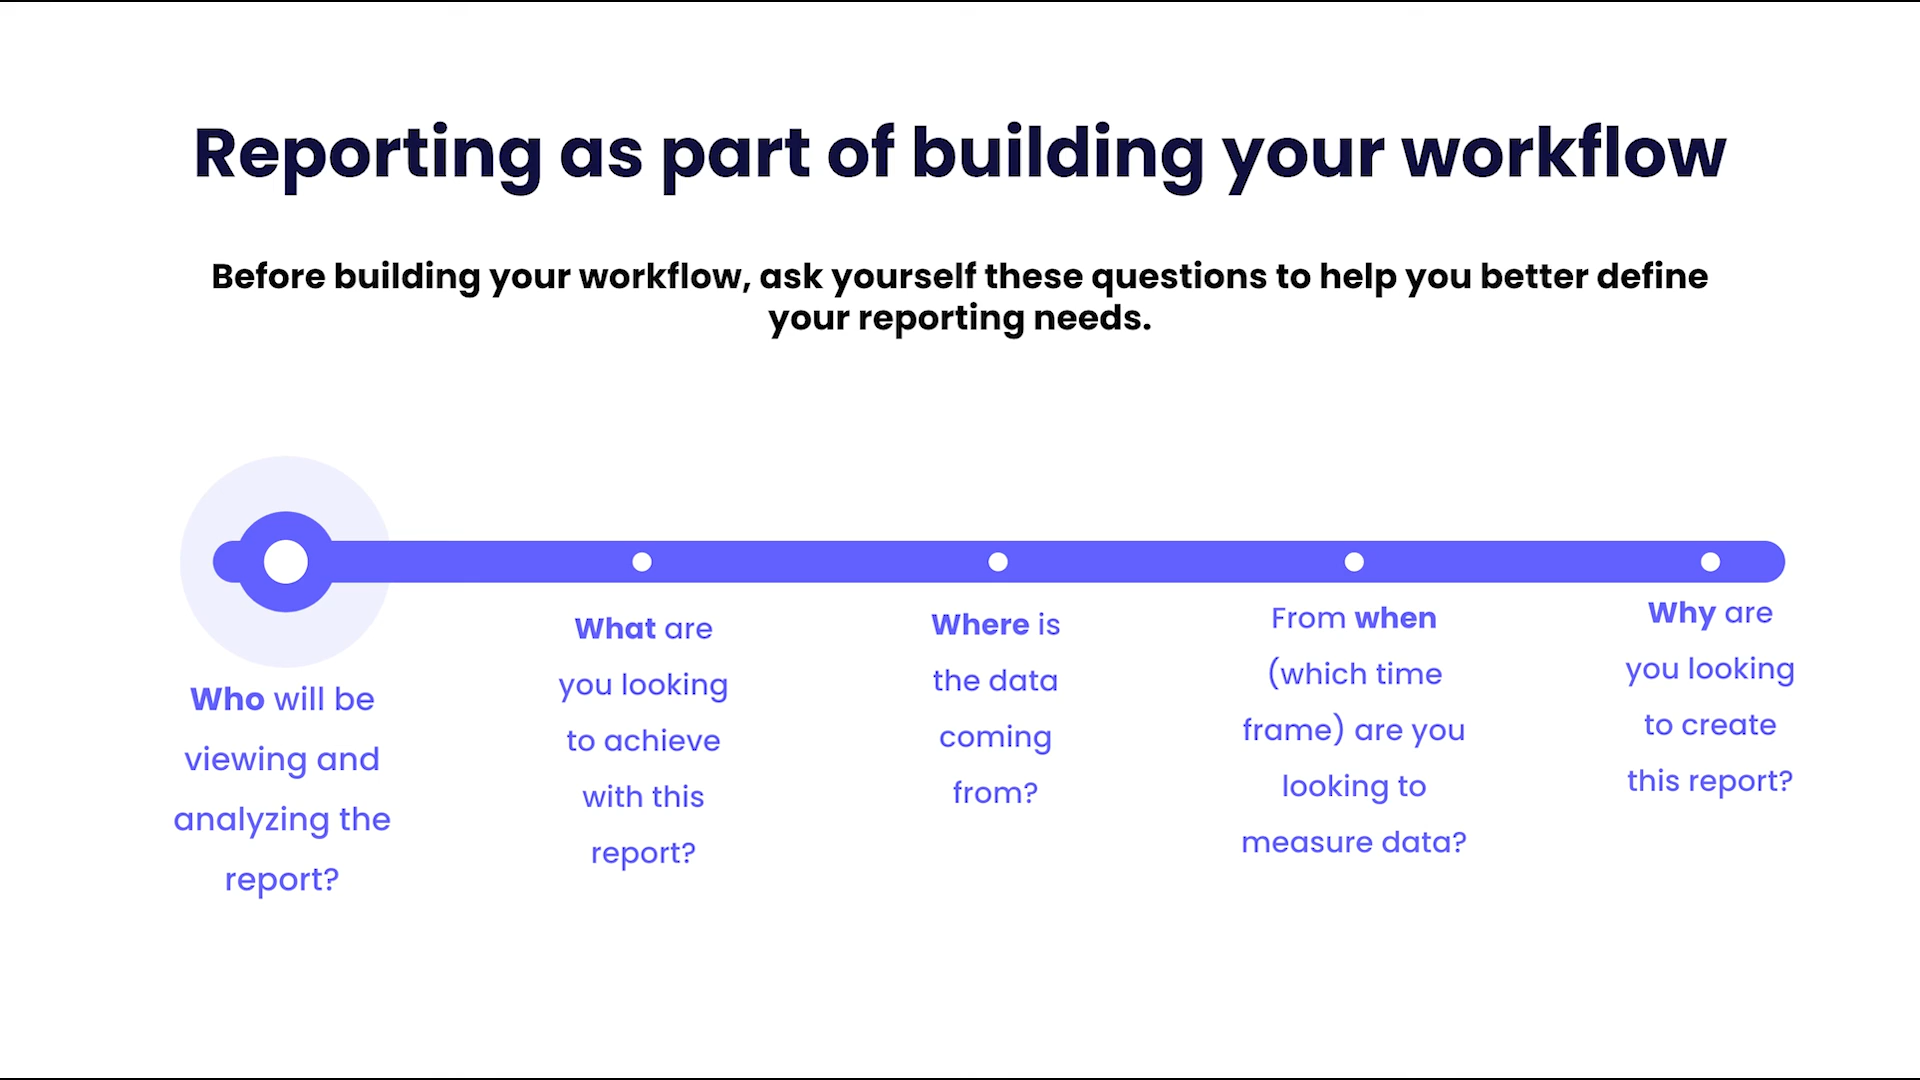 Reporting as part of building your workflow
Before building your workflow, ask yourself these questions to help you better define
your reporting needs.
Who will be
viewing and
analyzing the
report?
What are
you looking
to achieve
with this
report?
Where is
the data
coming
from?
From when
(which time
frame) are you
looking to
measure data?
Why are
you looking
to create
this report?